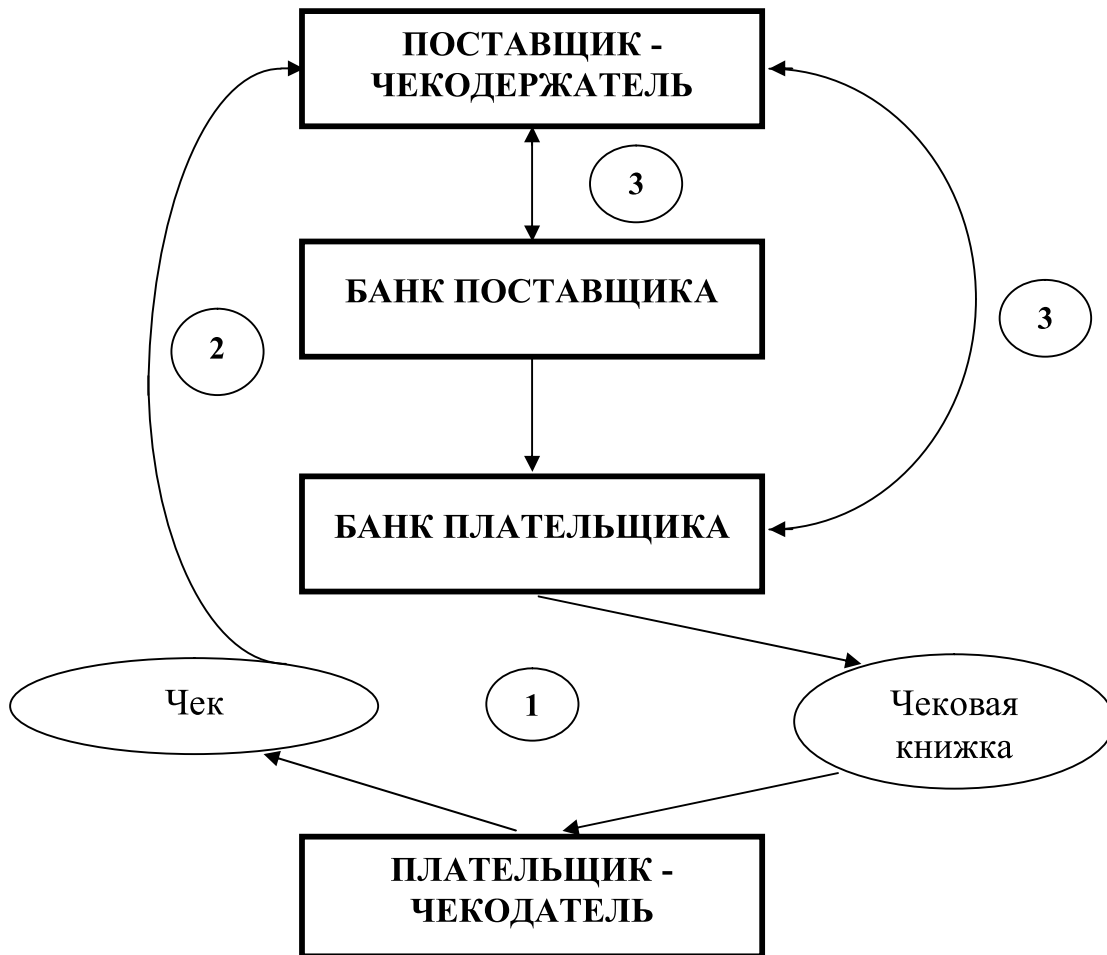 ПОСТАВЩИК -
ЧЕКОДЕРЖАТЕЛЬ
3
БАНК ПОСТАВЩИКА
2
3
БАНК ПЛАТЕЛЬЩИКА
Чек
1
Чековая
книжка
ПЛАТЕЛЬЩИК -
ЧЕКОДАТЕЛЬ